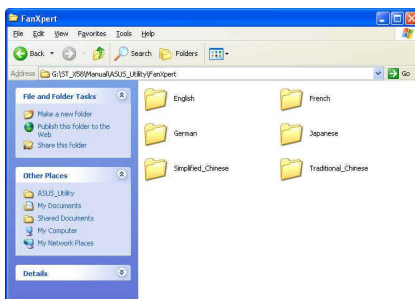 FanXpert
File Edit View Favorites Tools Help
Back Search Folders
Address G:\ST_X58\Manual\ASUS_Utility\FanXpert Go
File and Folder Tasks
Make a new folder
Publish this folder to the Web
Share this folder
Other Places
ASUS_Utility
My Documents
Shared Documents
My Computer
My Network Places
Details
English French
German Japanese
Simplified_Chinese Traditional_Chinese